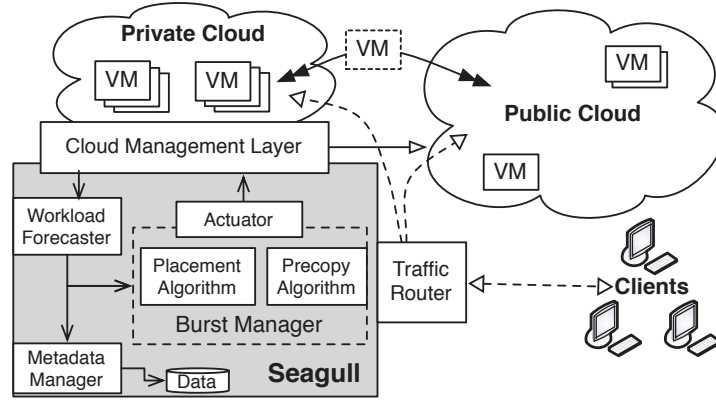 Private Cloud
VM
VM
VM
VM
Public Cloud
VM
Cloud Management Layer
Workload
Forecaster
Actuator
Placement
Algorithm
Precopy
Algorithm
Burst Manager
Traffic
Router
Clients
Metadata
Manager
Data
Seagull